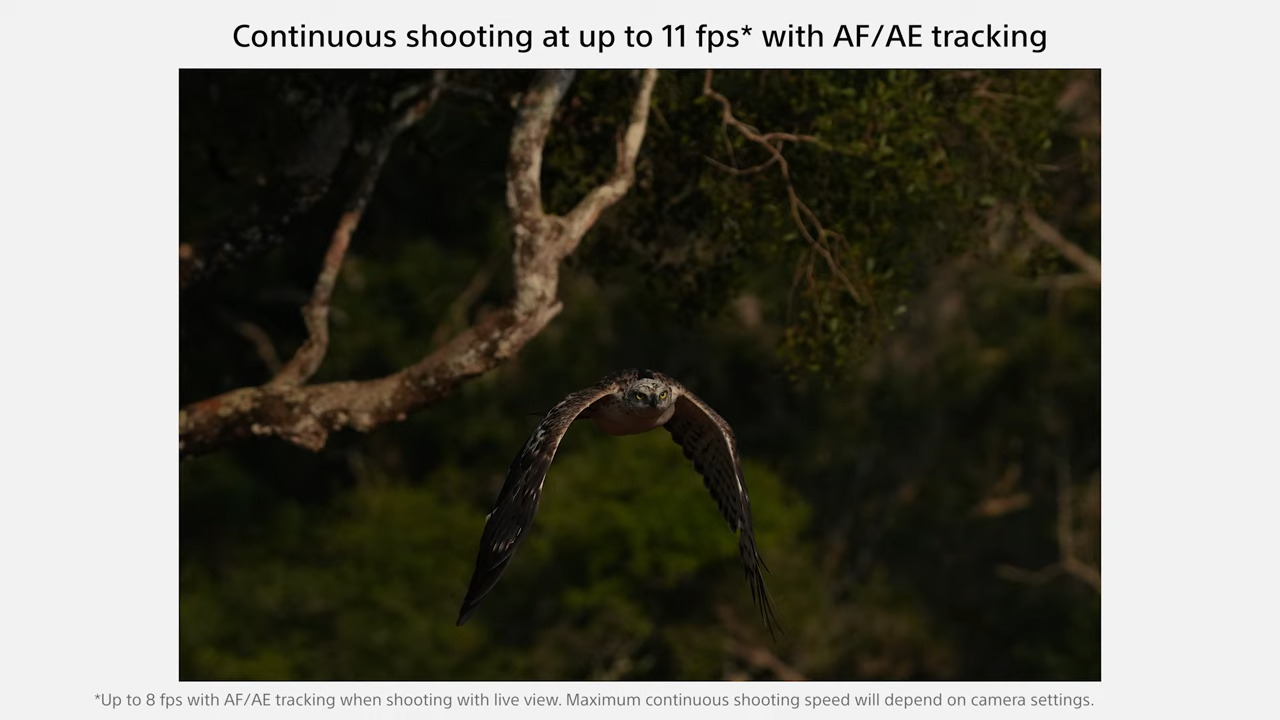 Continuous shooting at up to 11 fps* with AF/AE tracking
*Up to 8 fps with AF/AE tracking when shooting with live view. Maximum continuous shooting speed will depend on camera settings.